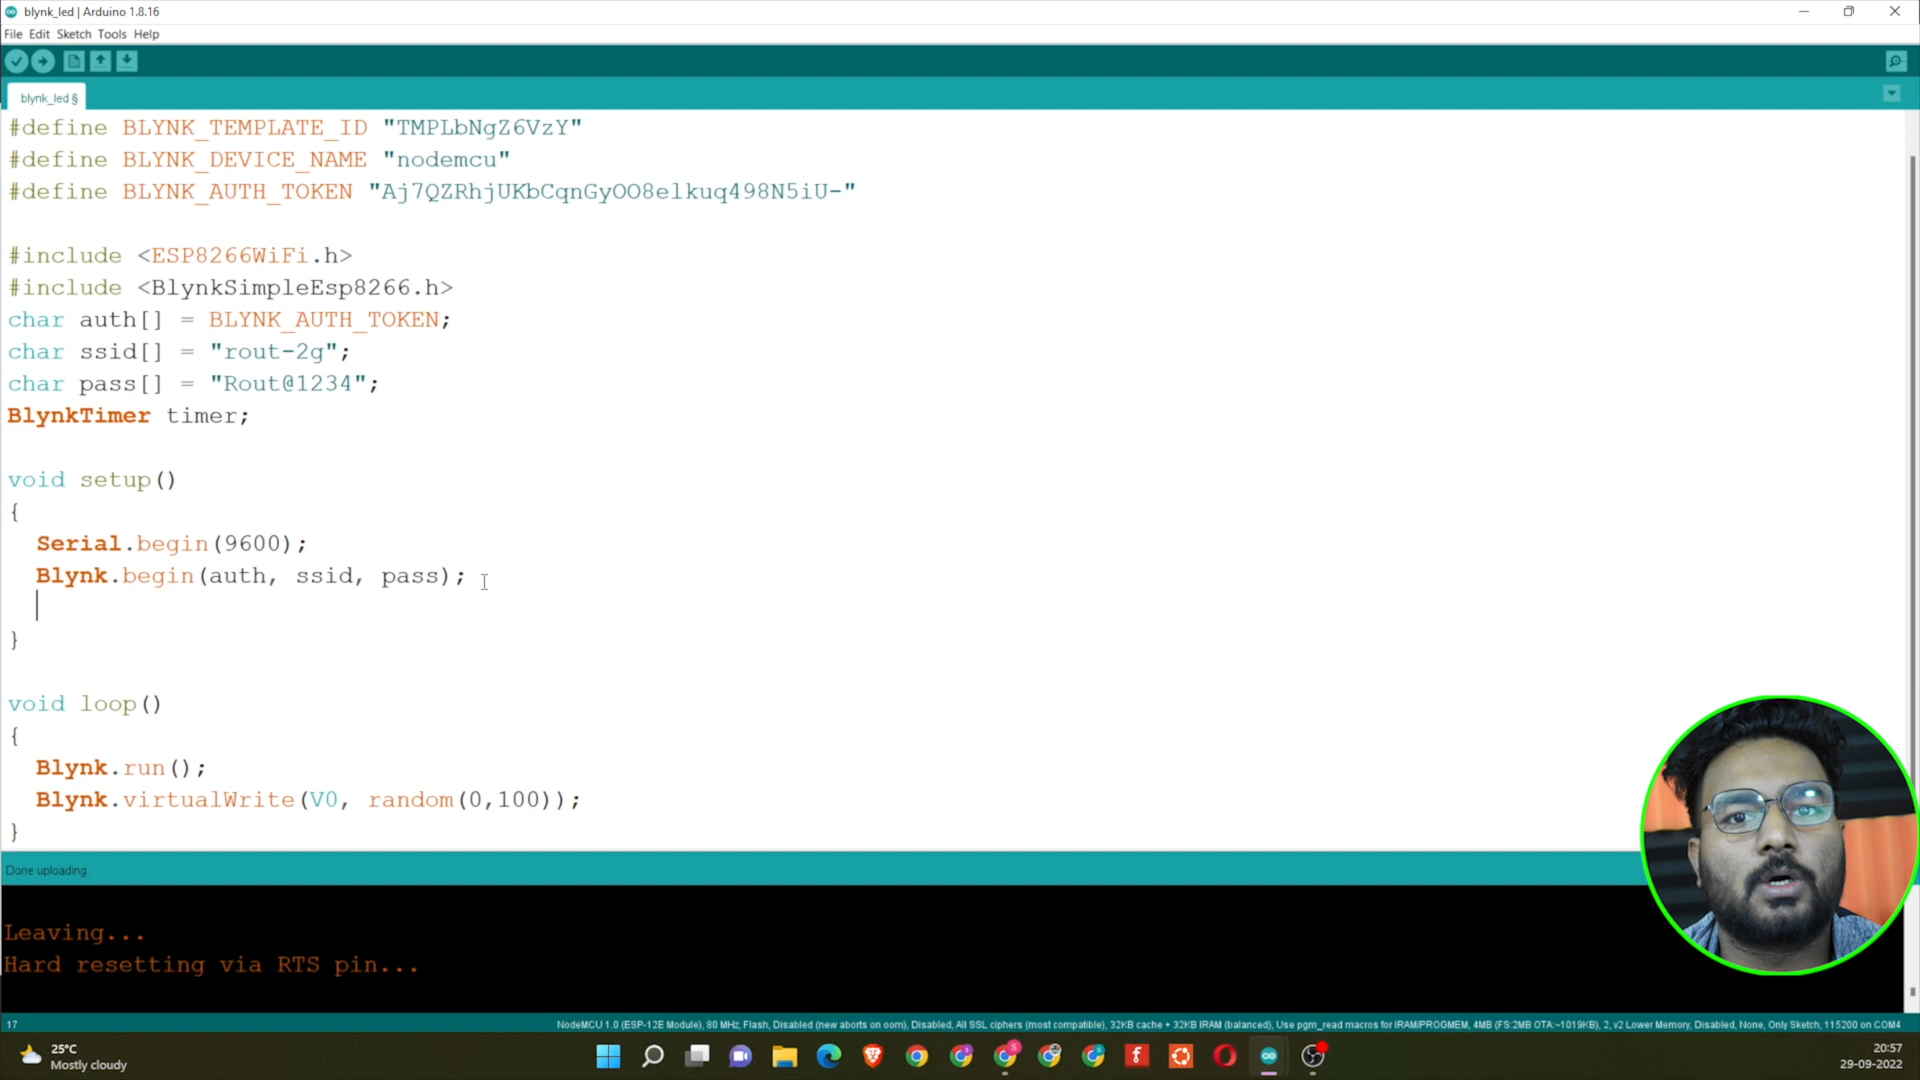 blynk_led | Arduino 1.8.16
File Edit Sketch Tools Help
blynk_led §
#define BLYNK_TEMPLATE_ID "TMPLbNgZ6VzY"
#define BLYNK_DEVICE_NAME "nodemcu"
#define BLYNK_AUTH_TOKEN "Aj7QZRhjUKbCqnGyOO8elkuq498N5iU-"
#include <ESP8266WiFi.h>
#include <BlynkSimpleEsp8266.h>
char auth[] = BLYNK_AUTH_TOKEN;
char ssid[] = "rout-2g";
char pass[] = "Rout@1234";
BlynkTimer timer;
void setup()
{
Serial.begin(9600);
Blynk.begin(auth, ssid, pass);
}
void loop()
{
Blynk.run();
Blynk.virtualWrite(V0, random(0,100));
}
Done uploading.
Leaving...
Hard resetting via RTS pin...
17
NodeMCU 1.0 (ESP-12E Module), 80 MHz, Flash, Disabled (new aborts on oom), Disabled, All SSL ciphers (most compatible), 32KB cache + 32KB IRAM (balanced), Use pgm_read macros for IRAM/PROGMEM, 4MB (FS:2MB OTA:~1019KB), 2, v2 Lower Memory, Disabled, None, Only Sketch, 115200 on COM4
25°C
Mostly cloudy
20:57
29-09-2022